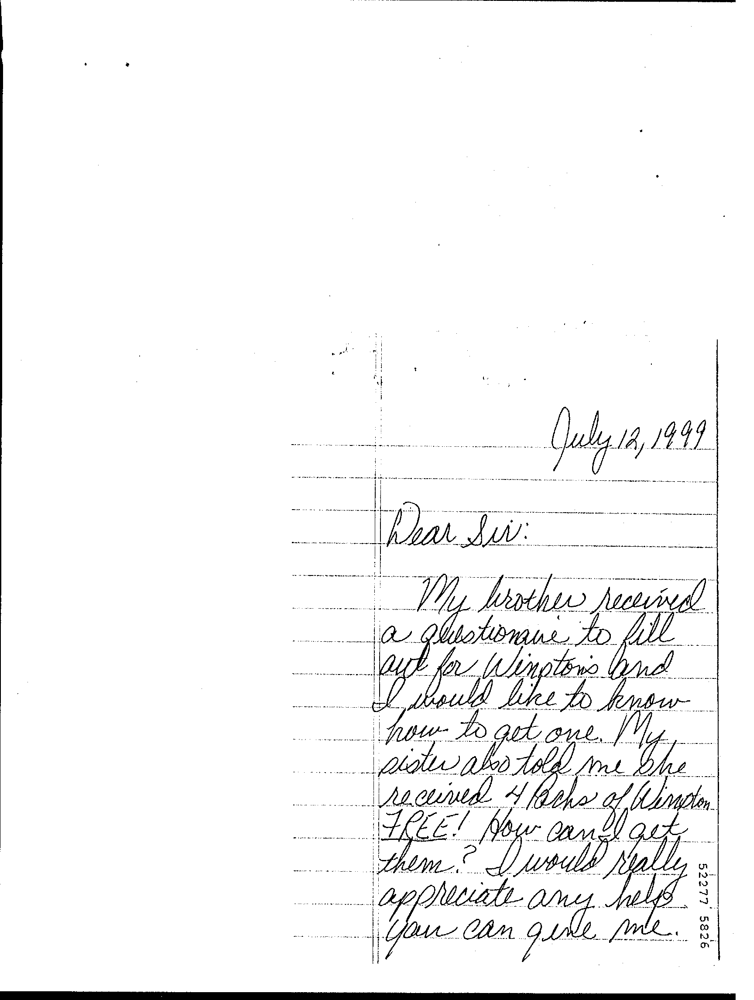 July 12, 1999
Dear Sir:
My brother received
a questionaire to fill
out for Winston's and
I would like to know
how to get one. My
sister also told me she
received 4 Packs of Winston
FREE! How can I get
them? I would really
appreciate any help
you can give me.
52277 5826